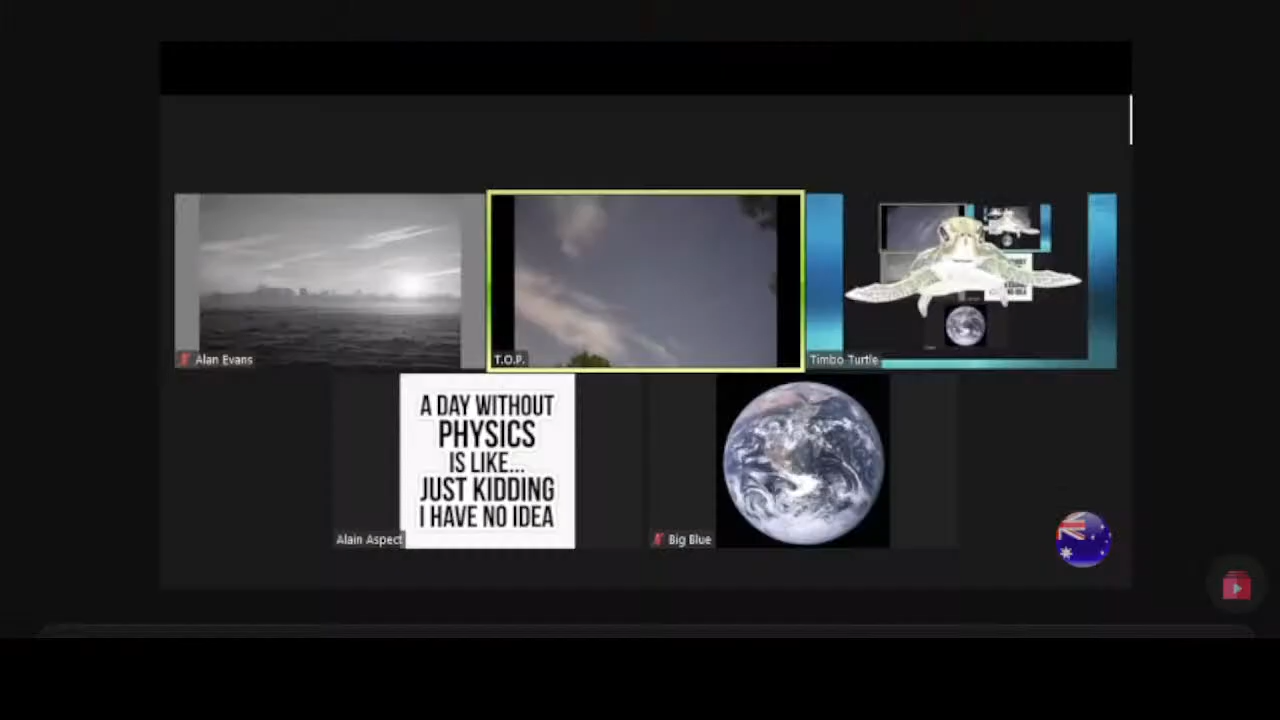 Alan Evans
T.O.P.
Timbo Turtle
A DAY WITHOUT
PHYSICS
IS LIKE...
JUST KIDDING
I HAVE NO IDEA
Alain Aspect
Big Blue